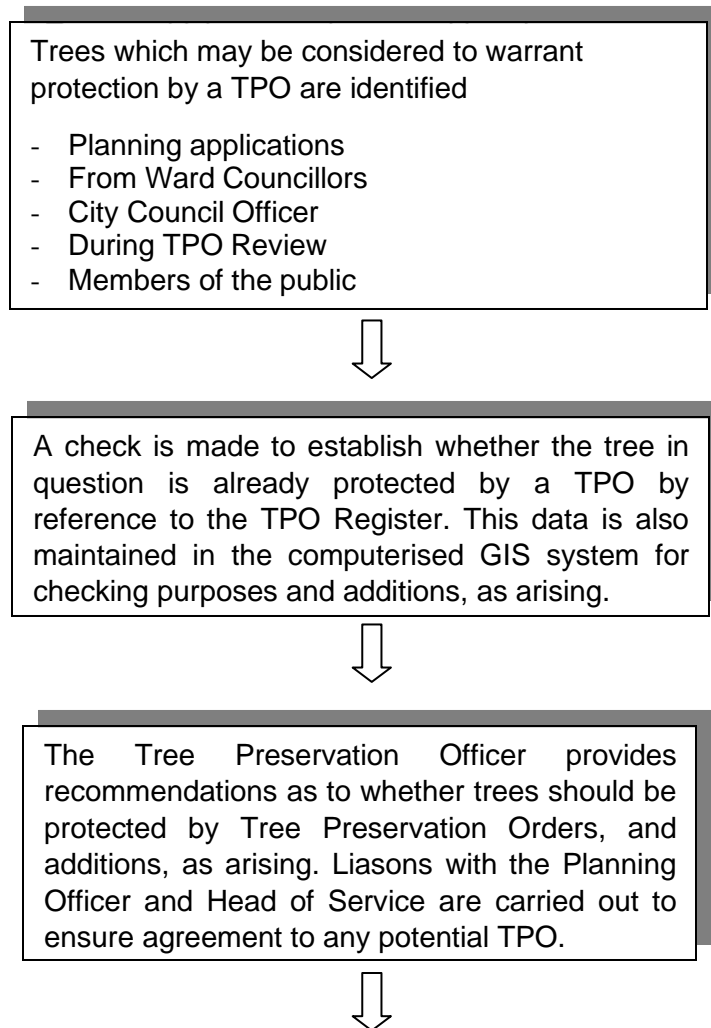 Trees which may be considered to warrant
protection by a TPO are identified
- Planning applications
- From Ward Councillors
- City Council Officer
- During TPO Review
- Members of the public
A check is made to establish whether the tree in
question is already protected by a TPO by
reference to the TPO Register. This data is also
maintained in the computerised GIS system for
checking purposes and additions, as arising.
The Tree Preservation Officer provides
recommendations as to whether trees should be
protected by Tree Preservation Orders, and
additions, as arising. Liasons with the Planning
Officer and Head of Service are carried out to
ensure agreement to any potential TPO.